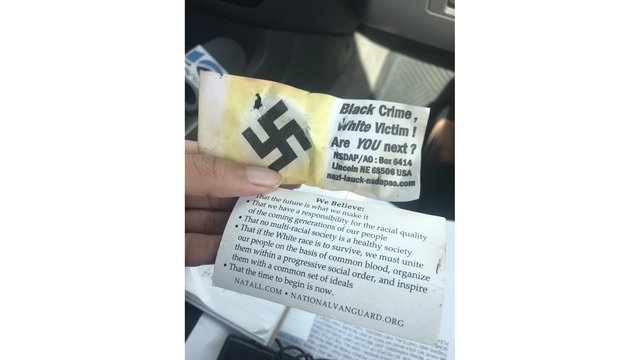 Black Crime,
White Victim!
Are YOU next?
NSDAP/AO: Box 6414
Lincoln NE 68506 USA
nazi-lauck-nsdapao.com
We Believe:
That the future is what we make it
• That we have a responsibility for the racial quality
of the coming generations of our people
• That no multi-racial society is a healthy society
• That if the White race is to survive, we must unite
our people on the basis of common blood, organize
them within a progressive social order, and inspire
them with a common set of ideals
• That the time to begin is now.
NATALL.COM • NATIONALVANGUARD.ORG